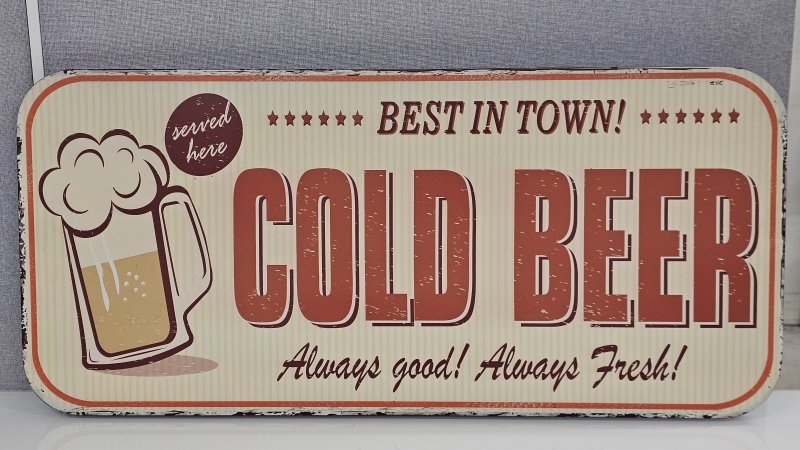 served
here
BEST IN TOWN!
COLD BEER
Always good! Always Fresh!